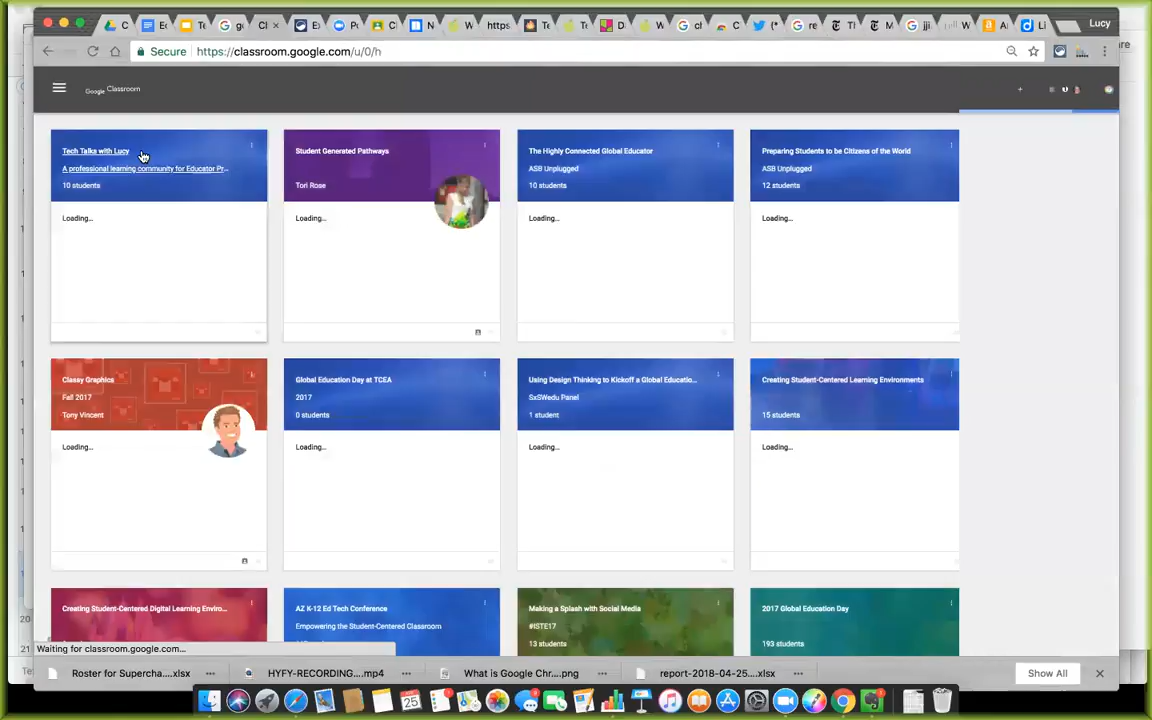 Lucy
Secure https://classroom.google.com/u/0/h
Google Classroom
Tech Talks with Lucy
A professional learning community for Educator Pr...
10 students
Loading...
Student Generated Pathways
Tori Rose
Loading...
The Highly Connected Global Educator
ASB Unplugged
10 students
Loading...
Preparing Students to be Citizens of the World
ASB Unplugged
12 students
Loading...
Classy Graphics
Fall 2017
Tony Vincent
Loading...
Global Education Day at TCEA
2017
0 students
Loading...
Using Design Thinking to Kickoff a Global Educatio...
SxSWedu Panel
1 student
Loading...
Creating Student-Centered Learning Environments
15 students
Loading...
Creating Student-Centered Digital Learning Enviro...
AZ K-12 Ed Tech Conference
Empowering the Student-Centered Classroom
Making a Splash with Social Media
#ISTE17
13 students
2017 Global Education Day
193 students
Waiting for classroom.google.com...
Roster for Supercha....xlsx
HYFY-RECORDING....mp4
What is Google Chr....png
report-2018-04-25....xlsx
Show All